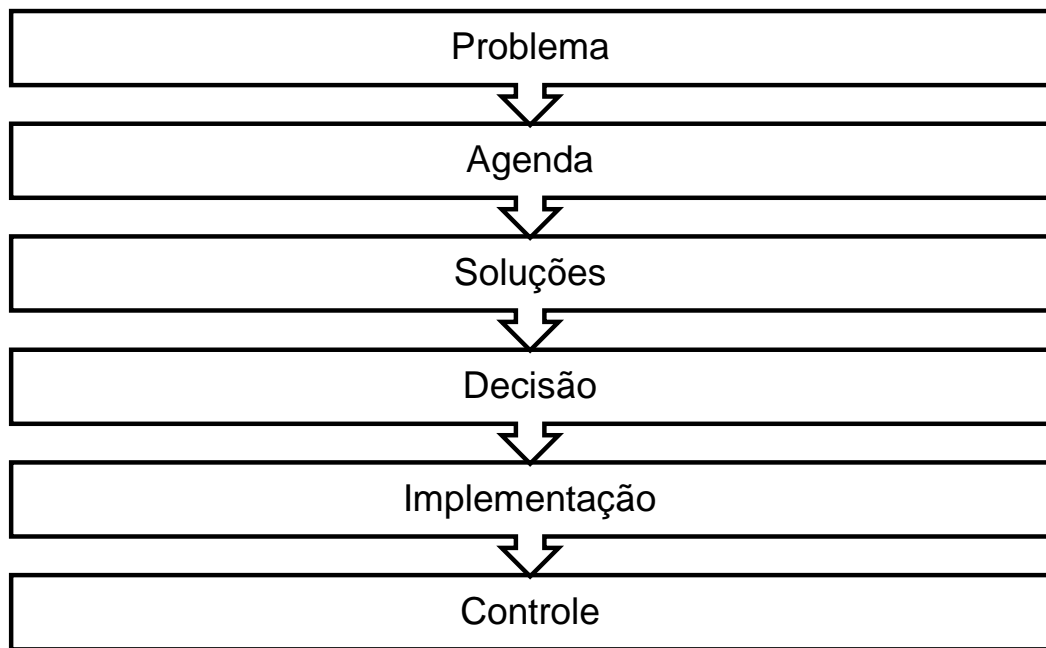 Problema
Agenda
Soluções
Decisão
Implementação
Controle